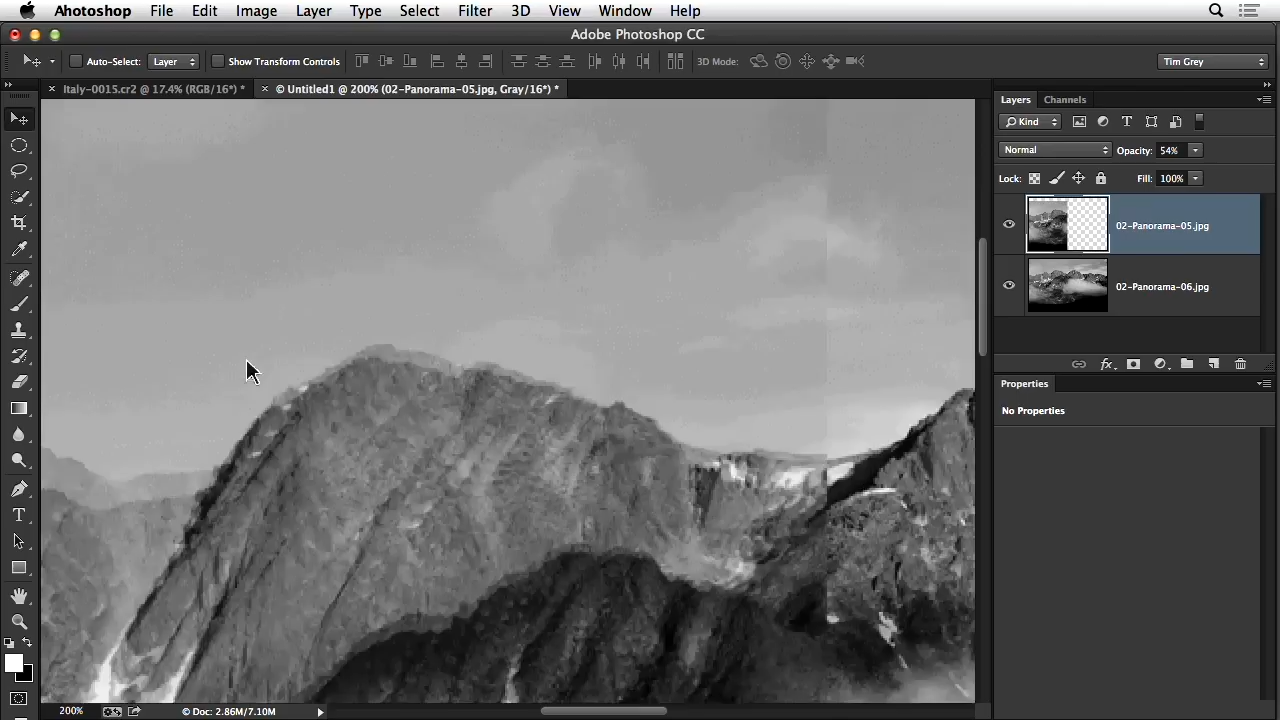 Ahotoshop File Edit Image Layer Type Select Filter 3D View Window Help
Adobe Photoshop CC
Auto-Select: Layer Show Transform Controls 3D Mode: Tim Grey
Italy-0015.cr2 @ 17.4% (RGB/16*) * © Untitled1 @ 200% (02-Panorama-05.jpg, Gray/16*) *
Layers Channels
Kind
Normal Opacity: 54%
Lock: Fill: 100%
02-Panorama-05.jpg
02-Panorama-06.jpg
fx
Properties
No Properties
200% © Doc: 2.86M/7.10M